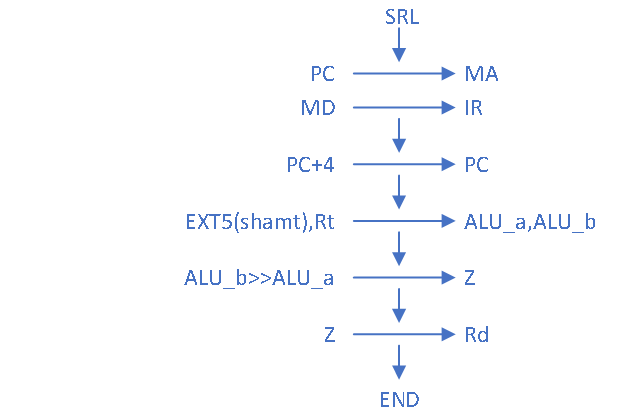 SRL
PC MA
MD IR
PC+4 PC
EXT5(shamt),Rt ALU_a,ALU_b
ALU_b>>ALU_a Z
Z Rd
END